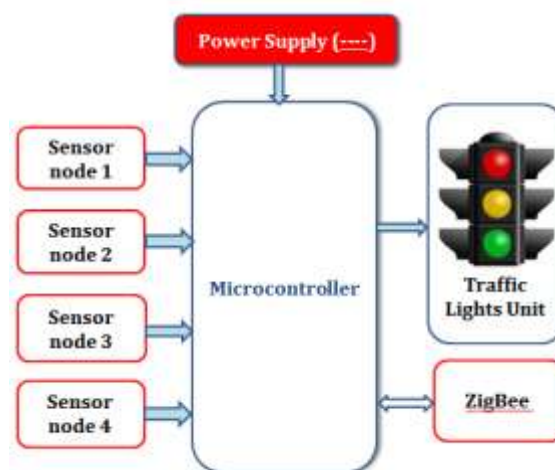 Power Supply (----)
Sensor
node 1
Sensor
node 2
Microcontroller
Sensor
node 3
Sensor
node 4
Traffic
Lights Unit
ZigBee